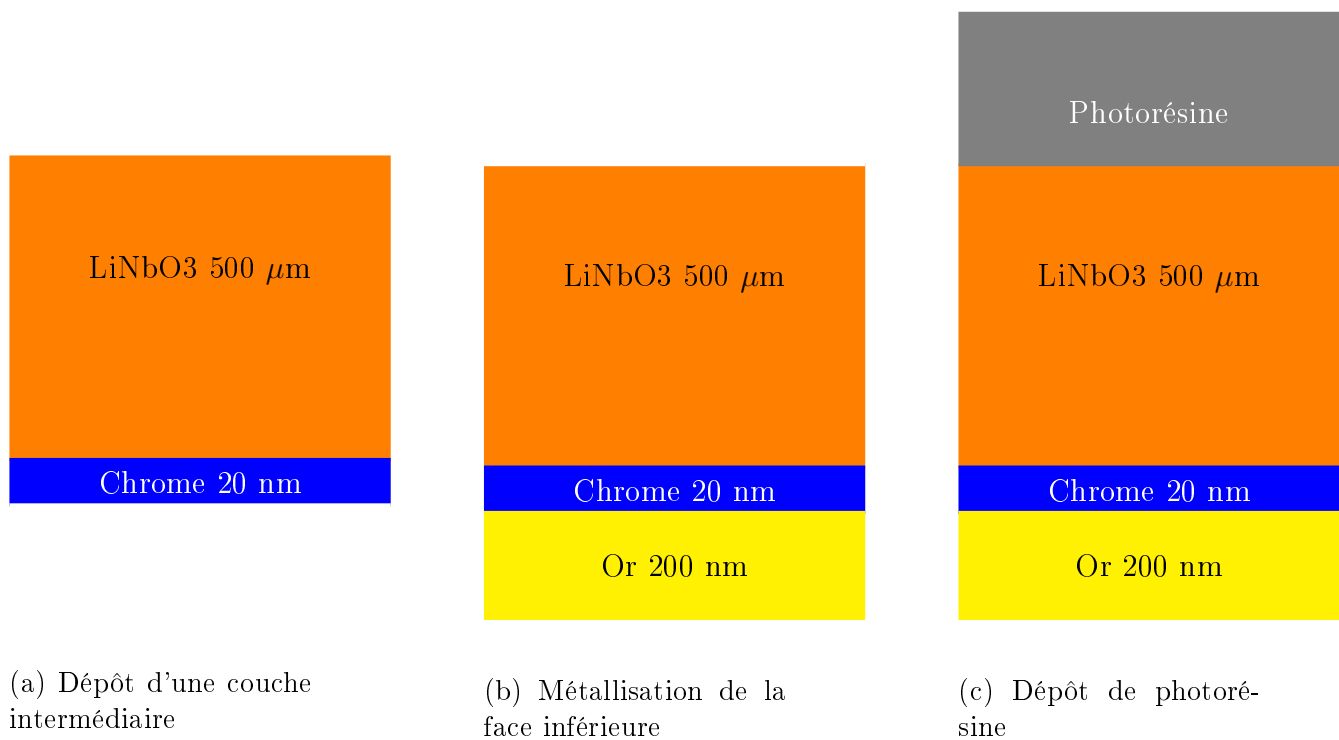 LiNbO3 500 μm
Chrome 20 nm
(a) Dépôt d'une couche
intermédiaire
LiNbO3 500 μm
Chrome 20 nm
Or 200 nm
(b) Métallisation de la
face inférieure
Photorésine
LiNbO3 500 μm
Chrome 20 nm
Or 200 nm
(c) Dépôt de photoré-
sine